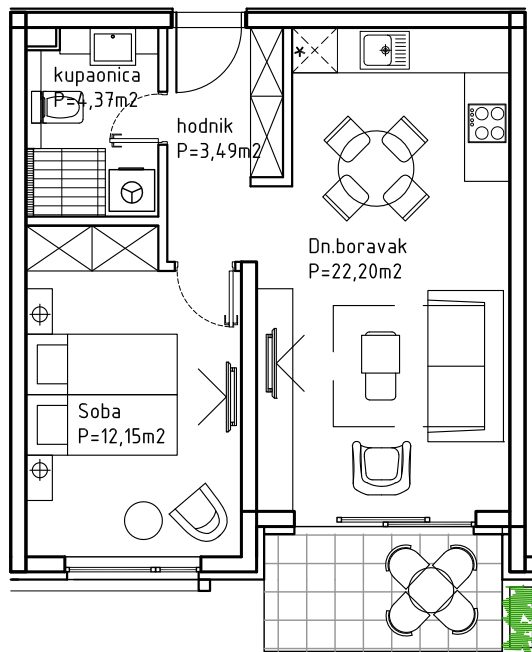 kupaonica
P=4,37m2
hodnik
P=3,49m2
Dn.boravak
P=22,20m2
Soba
P=12,15m2